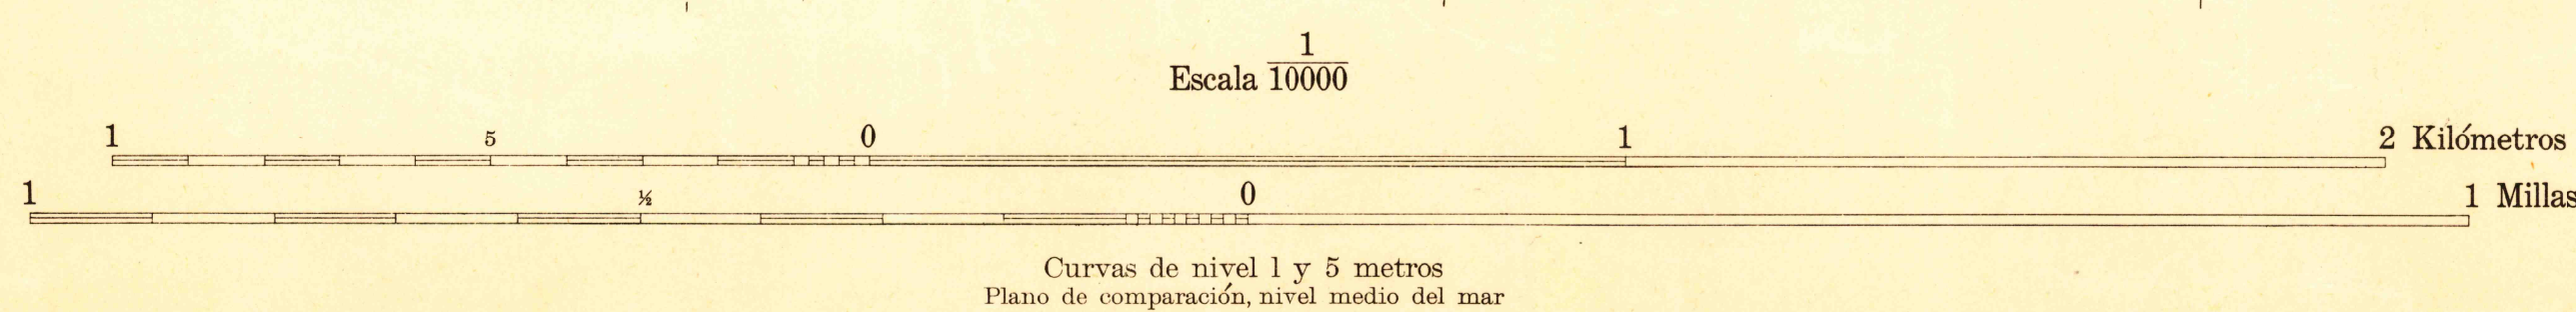 Escala 1/10000
1 5 0 1 2 Kilómetros
1 ½ 0 1 Millas
Curvas de nivel 1 y 5 metros
Plano de comparación, nivel medio del mar